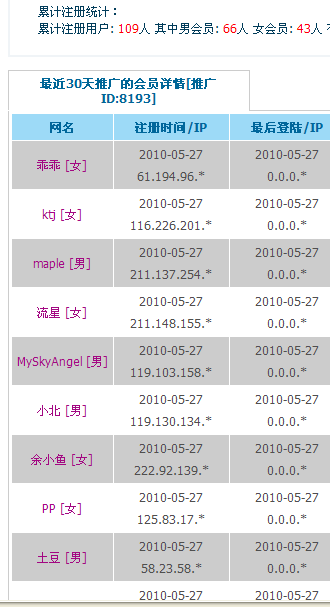 累计注册统计：
累计注册用户: 109人 其中男会员: 66人 女会员: 43人
最近30天推广的会员详情[推广
ID:8193]
网名 注册时间/IP 最后登陆/IP
乖乖 [女] 2010-05-27 61.194.96.* 2010-05-27 0.0.0.*
ktj [女] 2010-05-27 116.226.201.* 2010-05-27 0.0.0.*
maple [男] 2010-05-27 211.137.254.* 2010-05-27 0.0.0.*
流星 [女] 2010-05-27 211.148.155.* 2010-05-27 0.0.0.*
MySkyAngel [男] 2010-05-27 119.103.158.* 2010-05-27 0.0.0.*
小北 [男] 2010-05-27 119.130.134.* 2010-05-27 0.0.0.*
余小鱼 [女] 2010-05-27 222.92.139.* 2010-05-27 0.0.0.*
PP [女] 2010-05-27 125.83.17.* 2010-05-27 0.0.0.*
土豆 [男] 2010-05-27 58.23.58.* 2010-05-27 0.0.0.*
2010-05-27 2010-05-27